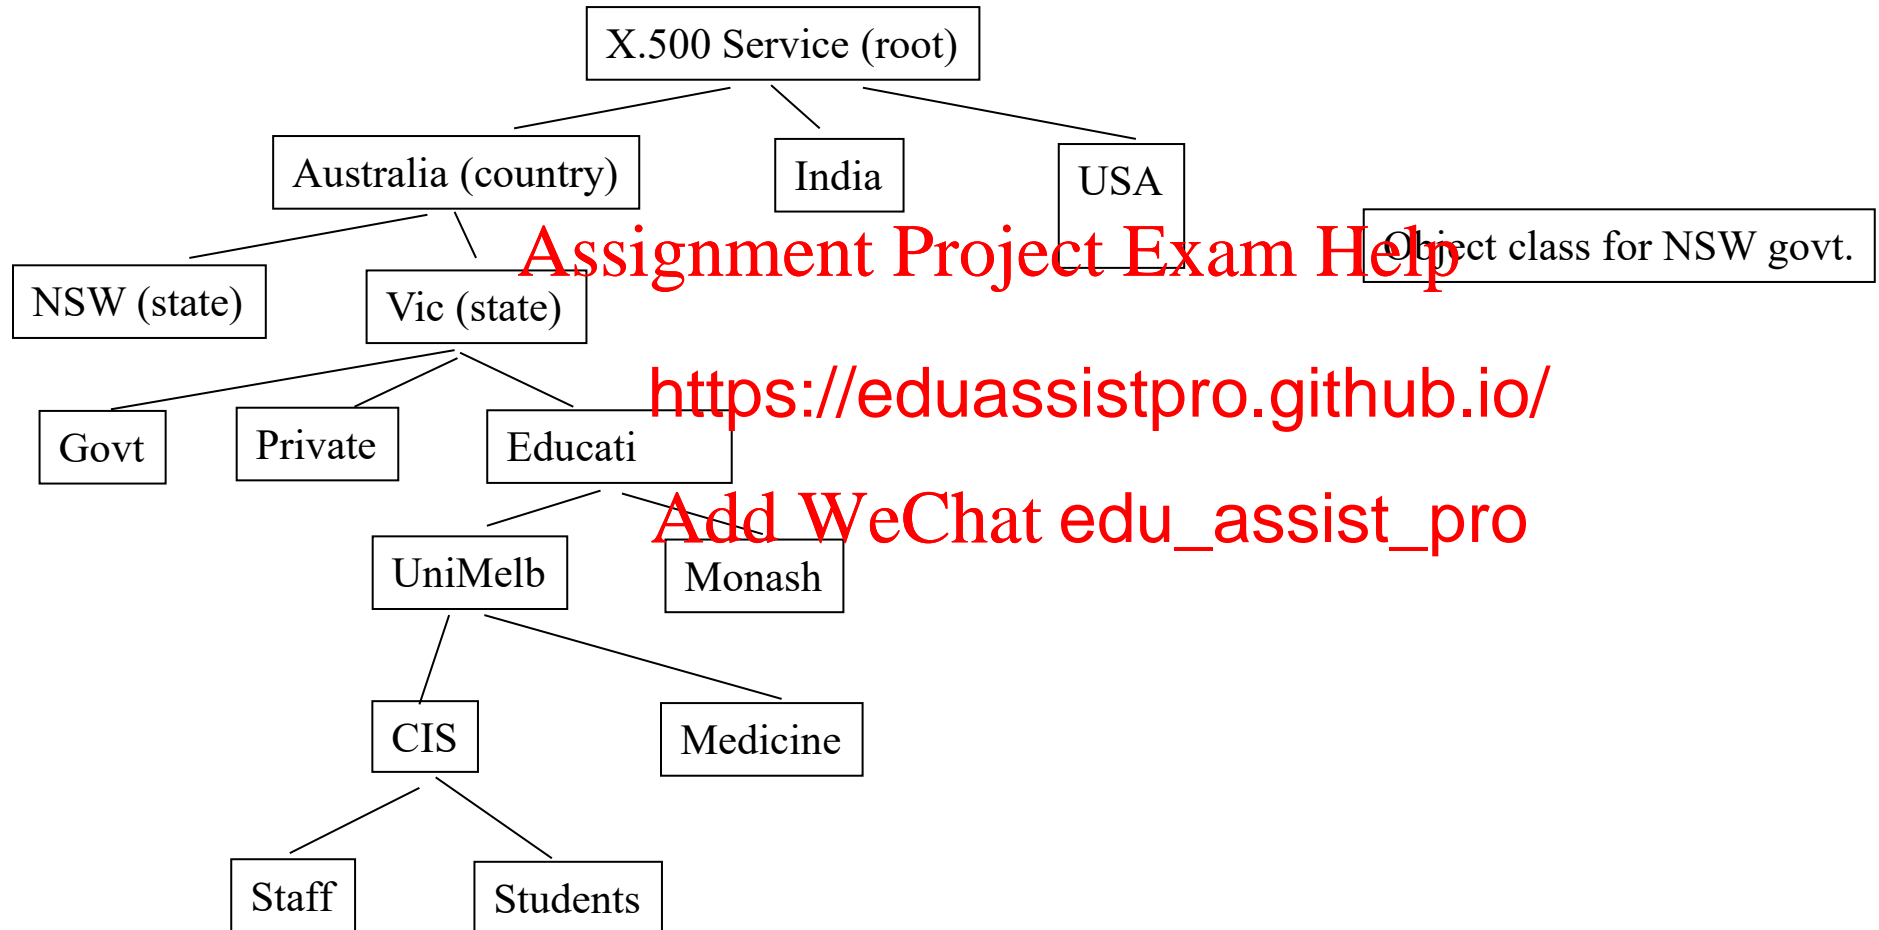 X.500 Service (root)
Australia (country)
India
USA
Assignment Project Exam Help
Object class for NSW govt.
NSW (state)
Vic (state)
https://eduassistpro.github.io/
Govt
Private
Educati
Add WeChat edu_assist_pro
UniMelb
Monash
CIS
Medicine
Staff
Students